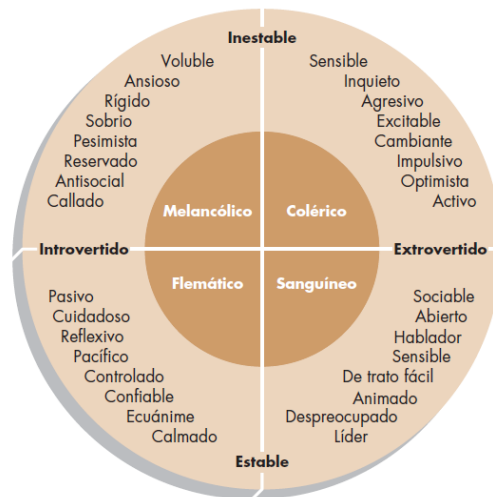 Inestable
Voluble
Ansioso
Rígido
Sobrio
Pesimista
Reservado
Antisocial
Callado
Sensible
Inquieto
Agresivo
Excitable
Cambiante
Impulsivo
Optimista
Activo
Melancólico
Colérico
Introvertido
Extrovertido
Flemático
Sanguíneo
Pasivo
Cuidadoso
Reflexivo
Pacífico
Controlado
Confiable
Ecuánime
Calmado
Sociable
Abierto
Hablador
Sensible
De trato fácil
Animado
Despreocupado
Líder
Estable